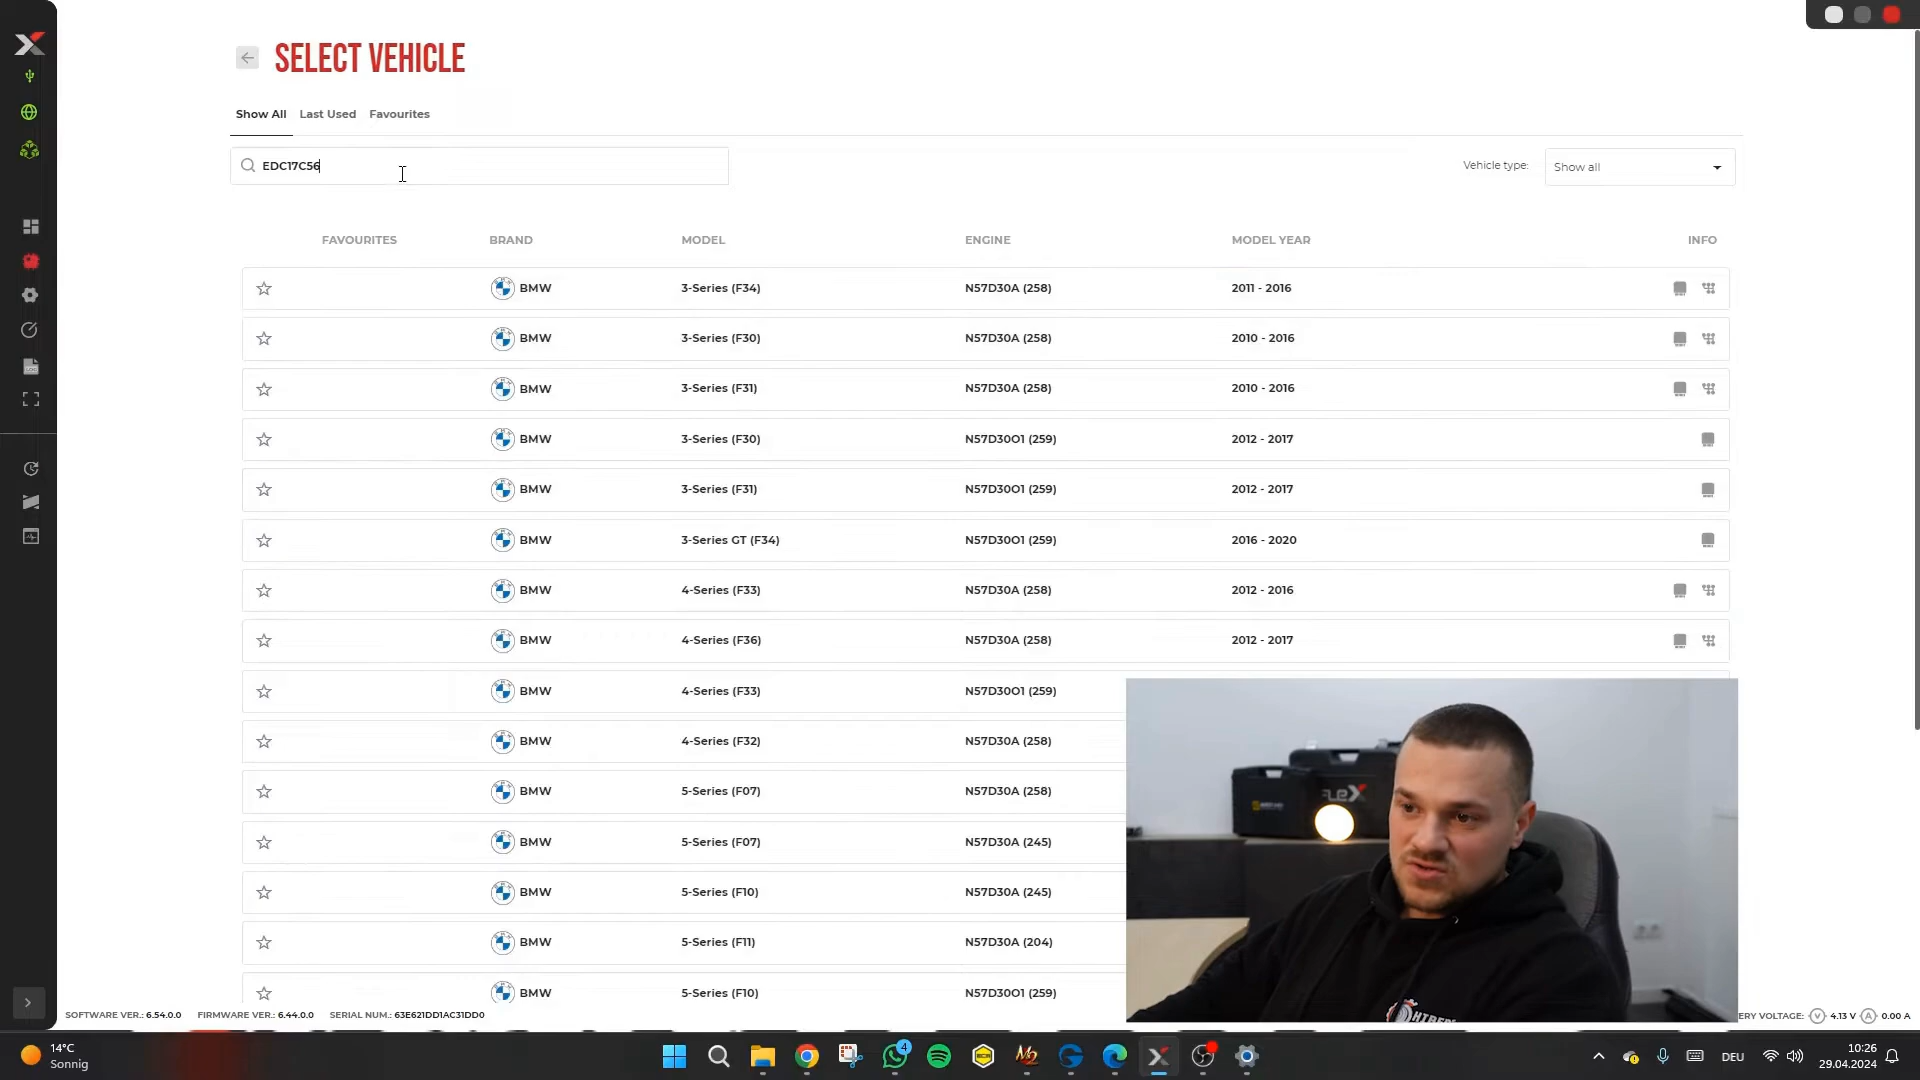 SELECT VEHICLE
Show All Last Used Favourites
EDC17C56
Vehicle type: Show all
FAVOURITES BRAND MODEL ENGINE MODEL YEAR INFO
BMW 3-Series (F34) N57D30A (258) 2011 - 2016
BMW 3-Series (F30) N57D30A (258) 2010 - 2016
BMW 3-Series (F31) N57D30A (258) 2010 - 2016
BMW 3-Series (F30) N57D30O1 (259) 2012 - 2017
BMW 3-Series (F31) N57D30O1 (259) 2012 - 2017
BMW 3-Series GT (F34) N57D30O1 (259) 2016 - 2020
BMW 4-Series (F33) N57D30A (258) 2012 - 2016
BMW 4-Series (F36) N57D30A (258) 2012 - 2017
BMW 4-Series (F33) N57D30O1 (259)
BMW 4-Series (F32) N57D30A (258)
BMW 5-Series (F07) N57D30A (258)
BMW 5-Series (F07) N57D30A (245)
BMW 5-Series (F10) N57D30A (245)
BMW 5-Series (F11) N57D30A (204)
BMW 5-Series (F10) N57D30O1 (259)
FLEX
SOFTWARE VER.: 6.54.0.0 FIRMWARE VER.: 6.44.0.0 SERIAL NUM.: 63E621DD1AC31DD0 ERY VOLTAGE: V 4.13 V A 0.00 A
14°C
Sonnig
4
DEU
10:26
29.04.2024